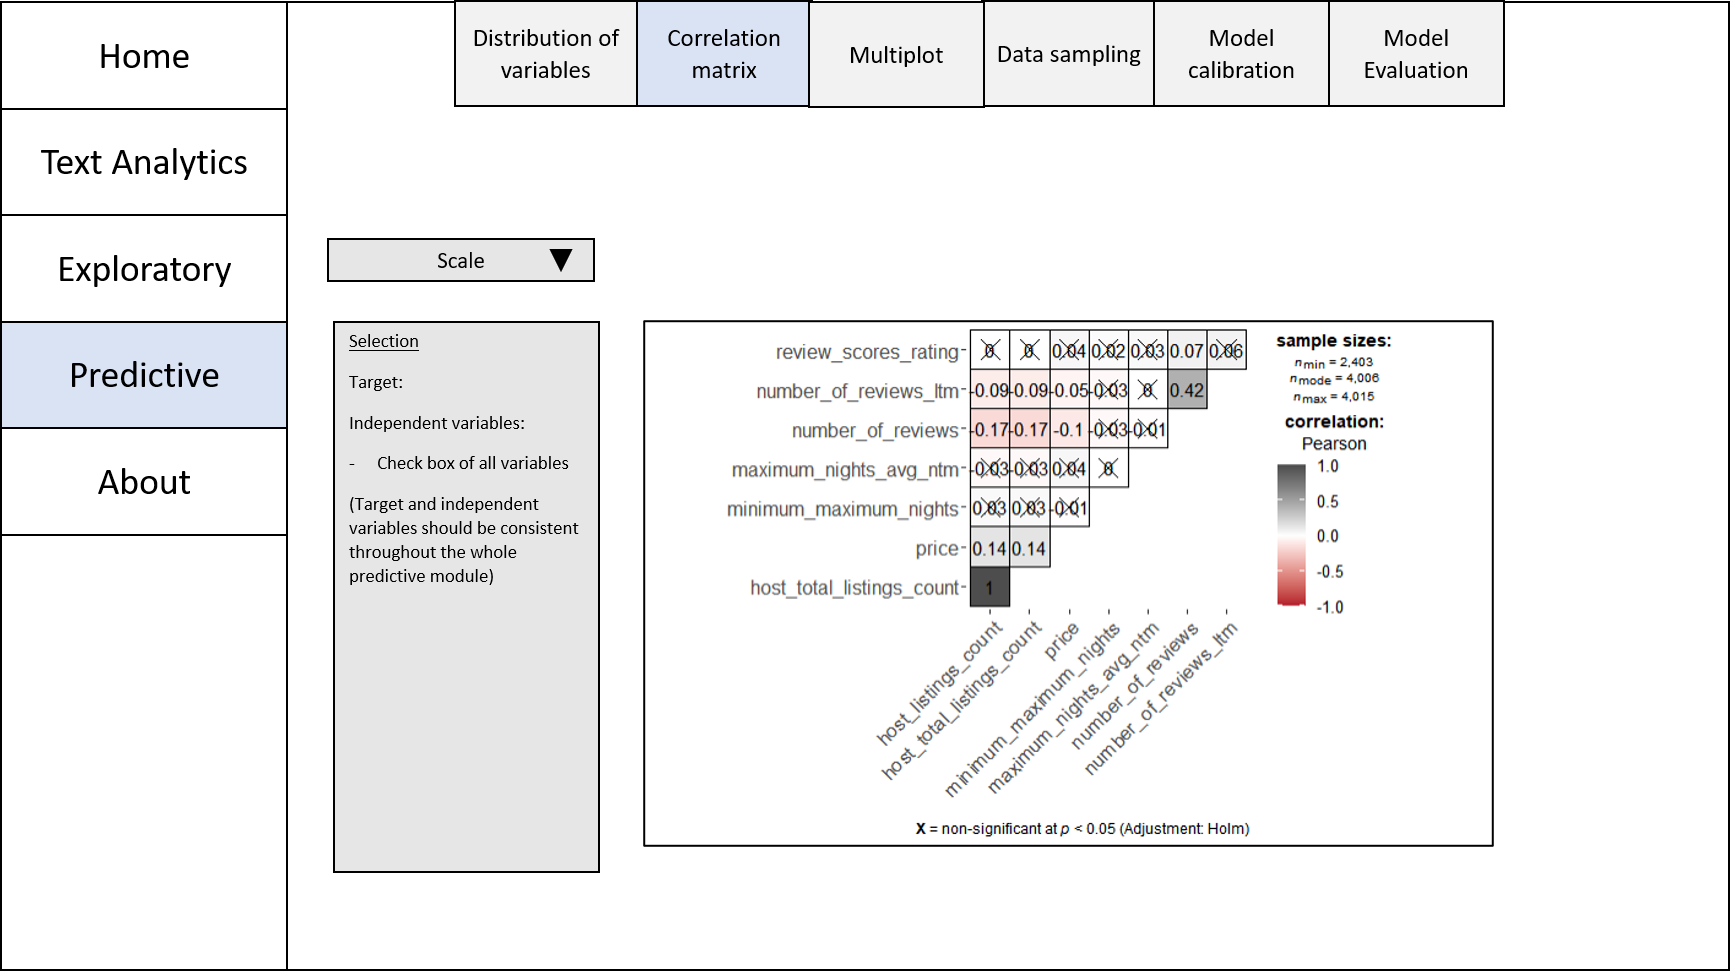 Home
Text Analytics
Exploratory
Predictive
About
Distribution of
variables
Correlation
matrix
Multiplot
Data sampling
Model
calibration
Model
Evaluation
Scale
Selection
Target:
Independent variables:
- Check box of all variables
(Target and independent
variables should be consistent
throughout the whole
predictive module)
review_scores_rating
0 0 0.04 0.02 0.03 0.07 0.06
number_of_reviews_ltm
-0.09 -0.09 -0.05 -0.03 0 0.42
number_of_reviews
-0.17 -0.17 -0.1 -0.03 -0.01
maximum_nights_avg_ntm
-0.03 -0.03 0.04 0
minimum_maximum_nights
0.03 0.03 -0.01
price
0.14 0.14
host_total_listings_count
1
host_listings_count
host_total_listings_count
price
minimum_maximum_nights
maximum_nights_avg_ntm
number_of_reviews
number_of_reviews_ltm
sample sizes:
nmin = 2,403
nmode = 4,006
nmax = 4,015
correlation:
Pearson
1.0
0.5
0.0
-0.5
-1.0
X = non-significant at p < 0.05 (Adjustment: Holm)